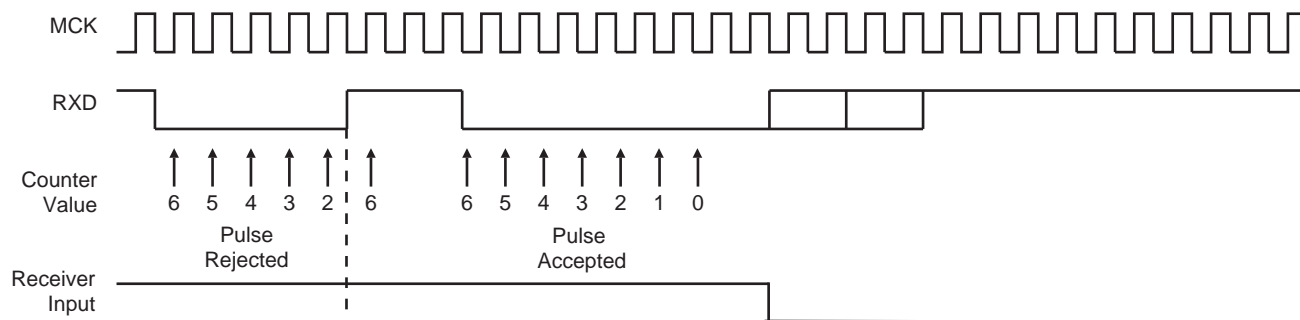 MCK
RXD
Counter
Value
6 5 4 3 2 6 6 5 4 3 2 1 0
Pulse
Rejected
Pulse
Accepted
Receiver
Input